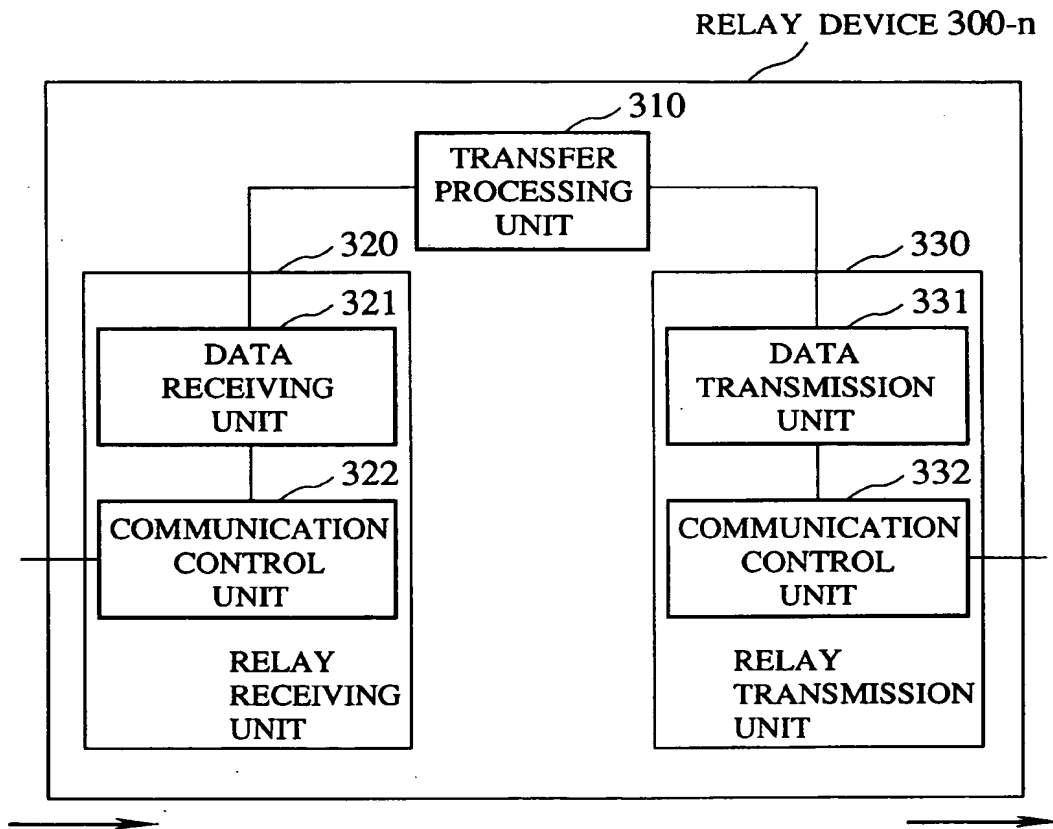 RELAY DEVICE 300-n
310
TRANSFER
PROCESSING
UNIT
320
330
321
331
DATA
RECEIVING
UNIT
DATA
TRANSMISSION
UNIT
322
332
COMMUNICATION
CONTROL
UNIT
COMMUNICATION
CONTROL
UNIT
RELAY
RECEIVING
UNIT
RELAY
TRANSMISSION
UNIT